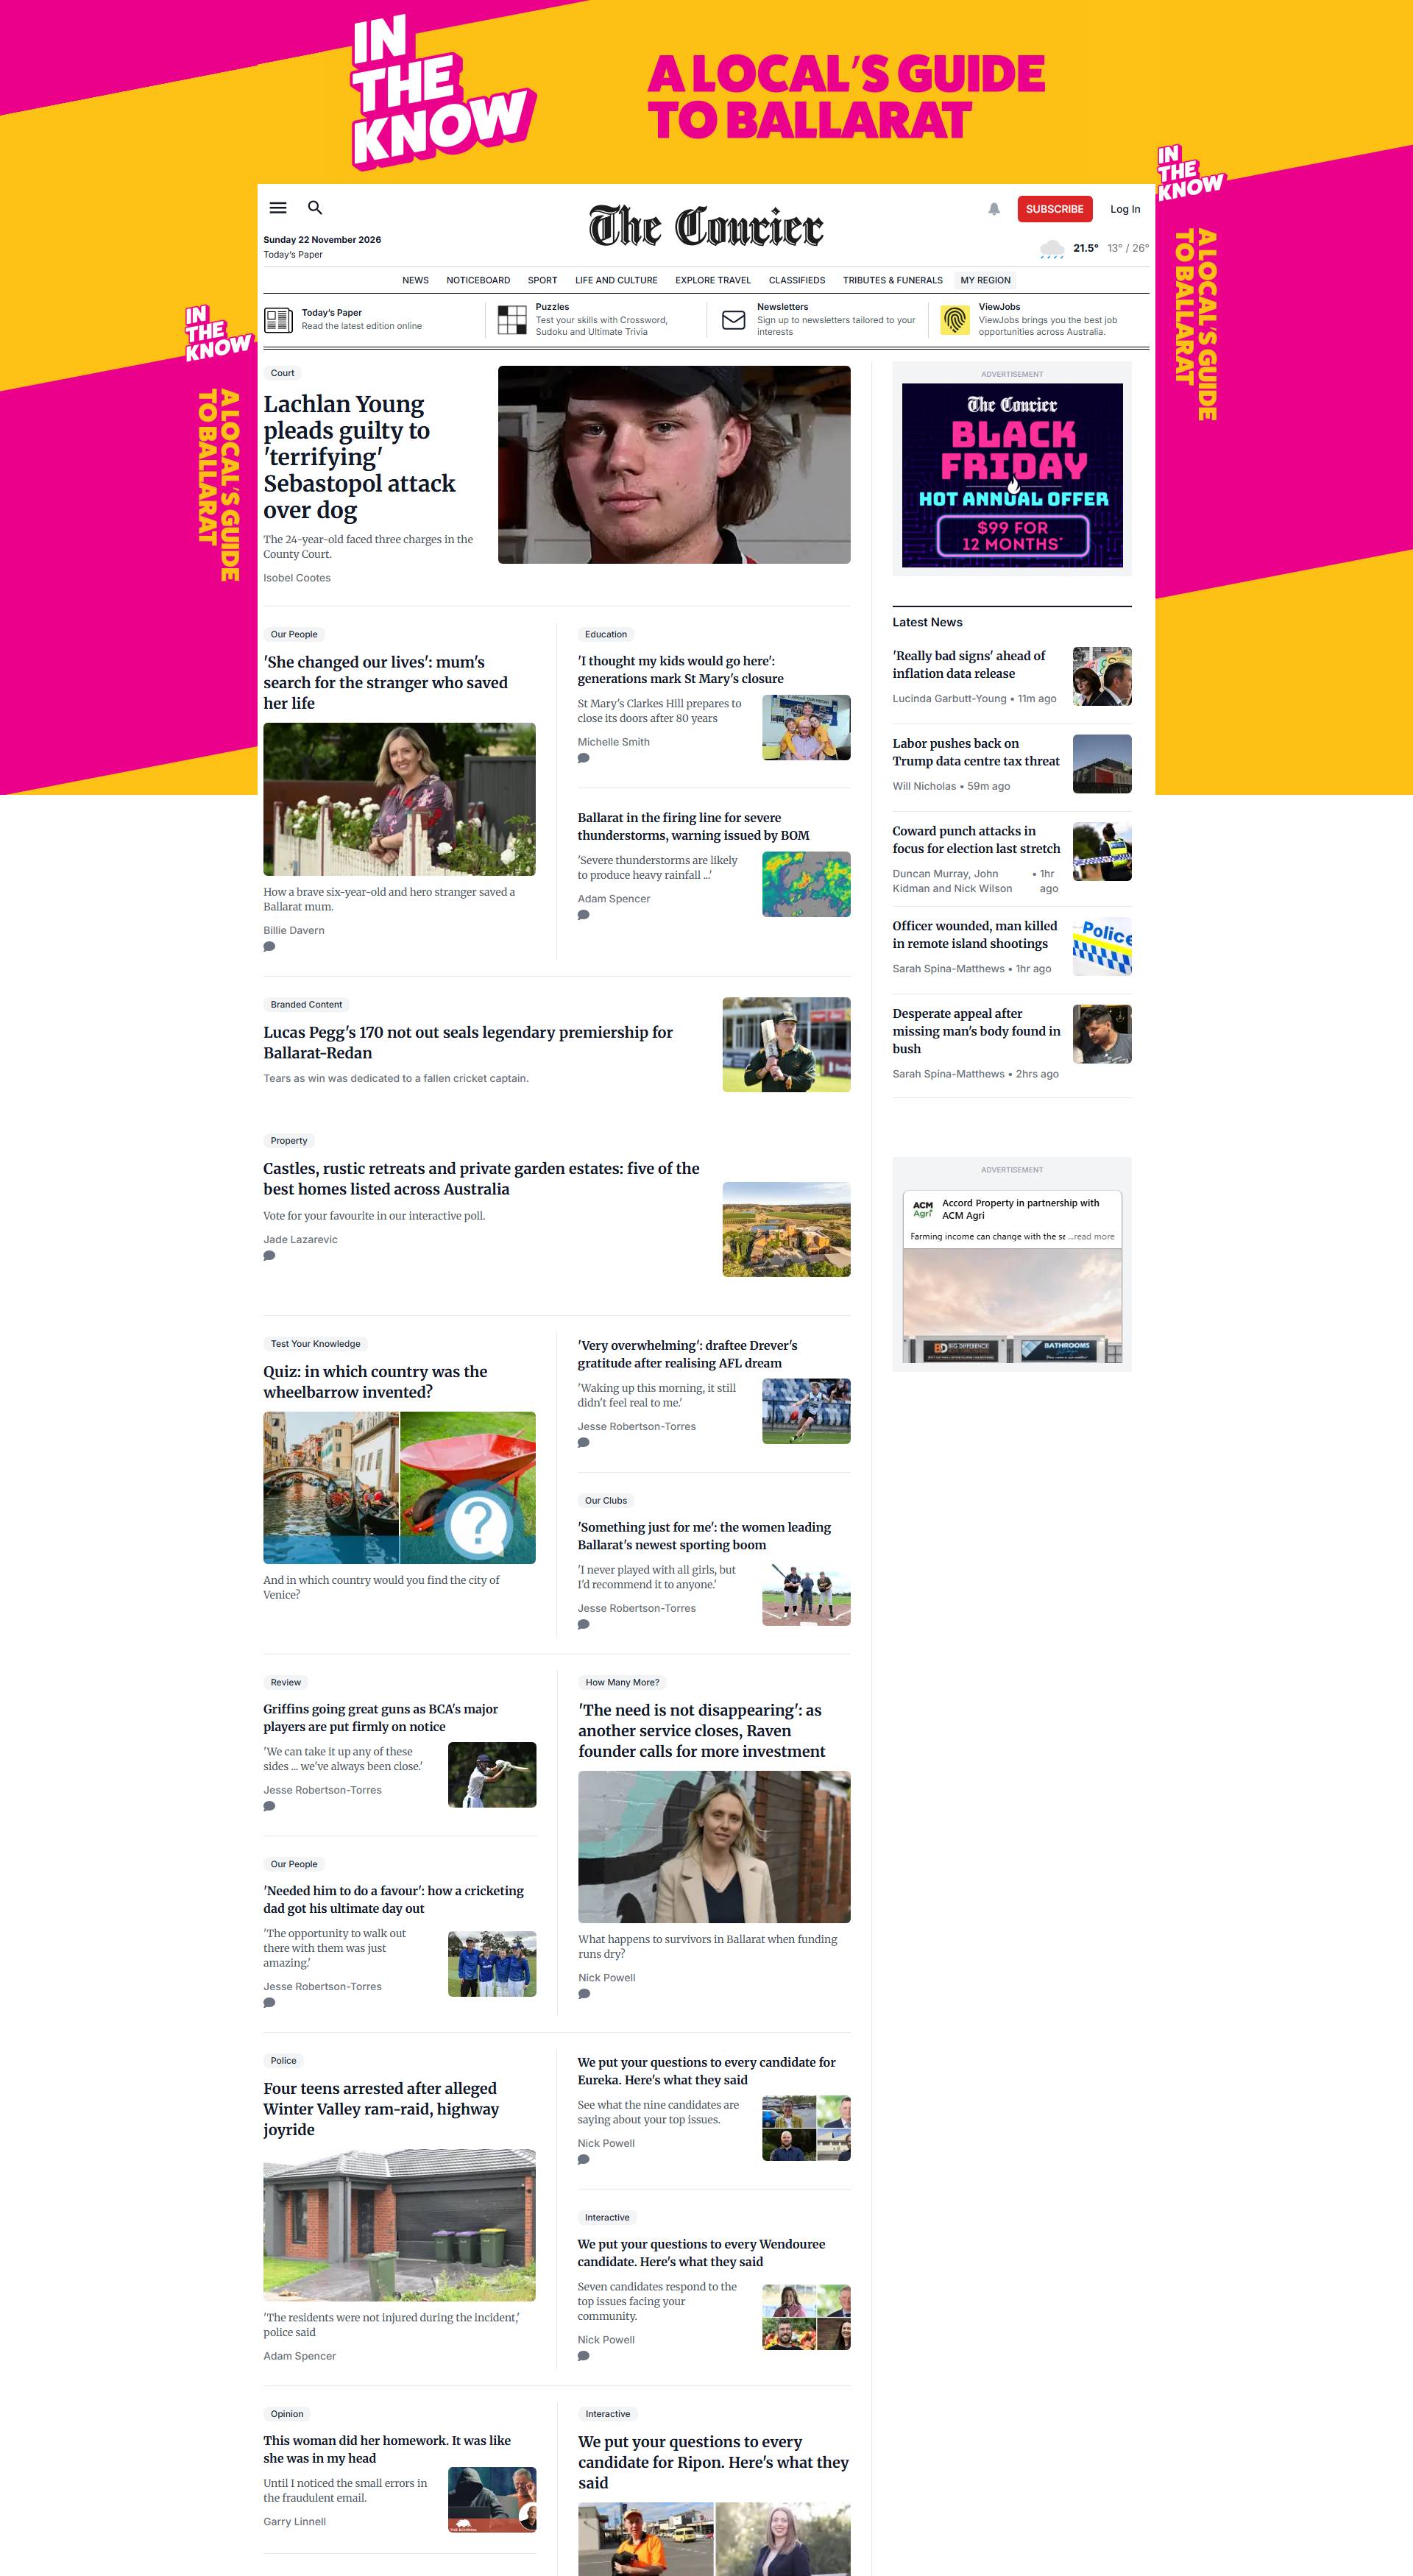 IN
THE
KNOW
A LOCAL'S GUIDE
TO BALLARAT
IN
THE
KNOW
A LOCAL'S GUIDE
TO BALLARAT
IN
THE
KNOW
A LOCAL'S GUIDE
TO BALLARAT
The Courier
SUBSCRIBE
Log In
Sunday 22 November 2026
Today's Paper
21.5° 13° / 26°
NEWS NOTICEBOARD SPORT LIFE AND CULTURE EXPLORE TRAVEL CLASSIFIEDS TRIBUTES & FUNERALS MY REGION
Today's Paper
Read the latest edition online
Puzzles
Test your skills with Crossword,
Sudoku and Ultimate Trivia
Newsletters
Sign up to newsletters tailored to your
interests
ViewJobs
ViewJobs brings you the best job
opportunities across Australia.
Court
Lachlan Young
pleads guilty to
'terrifying'
Sebastopol attack
over dog
The 24-year-old faced three charges in the
County Court.
Isobel Cootes
Our People
'She changed our lives': mum's
search for the stranger who saved
her life
How a brave six-year-old and hero stranger saved a
Ballarat mum.
Billie Davern
Education
'I thought my kids would go here':
generations mark St Mary's closure
St Mary's Clarkes Hill prepares to
close its doors after 80 years
Michelle Smith
Ballarat in the firing line for severe
thunderstorms, warning issued by BOM
'Severe thunderstorms are likely
to produce heavy rainfall ...'
Adam Spencer
Branded Content
Lucas Pegg's 170 not out seals legendary premiership for
Ballarat-Redan
Tears as win was dedicated to a fallen cricket captain.
Property
Castles, rustic retreats and private garden estates: five of the
best homes listed across Australia
Vote for your favourite in our interactive poll.
Jade Lazarevic
Test Your Knowledge
Quiz: in which country was the
wheelbarrow invented?
?
And in which country would you find the city of
Venice?
'Very overwhelming': draftee Drever's
gratitude after realising AFL dream
'Waking up this morning, it still
didn't feel real to me.'
Jesse Robertson-Torres
Our Clubs
'Something just for me': the women leading
Ballarat's newest sporting boom
'I never played with all girls, but
I'd recommend it to anyone.'
Jesse Robertson-Torres
Review
Griffins going great guns as BCA's major
players are put firmly on notice
'We can take it up any of these
sides ... we've always been close.'
Jesse Robertson-Torres
Our People
'Needed him to do a favour': how a cricketing
dad got his ultimate day out
'The opportunity to walk out
there with them was just
amazing.'
Jesse Robertson-Torres
How Many More?
'The need is not disappearing': as
another service closes, Raven
founder calls for more investment
What happens to survivors in Ballarat when funding
runs dry?
Nick Powell
Police
Four teens arrested after alleged
Winter Valley ram-raid, highway
joyride
'The residents were not injured during the incident,'
police said
Adam Spencer
We put your questions to every candidate for
Eureka. Here's what they said
See what the nine candidates are
saying about your top issues.
Nick Powell
Interactive
We put your questions to every Wendouree
candidate. Here's what they said
Seven candidates respond to the
top issues facing your
community.
Nick Powell
Opinion
This woman did her homework. It was like
she was in my head
Until I noticed the small errors in
the fraudulent email.
Garry Linnell
Interactive
We put your questions to every
candidate for Ripon. Here's what they
said
ADVERTISEMENT
The Courier
BLACK
FRIDAY
HOT ANNUAL OFFER
$99 FOR
12 MONTHS*
Latest News
'Really bad signs' ahead of
inflation data release
Lucinda Garbutt-Young • 11m ago
Labor pushes back on
Trump data centre tax threat
Will Nicholas • 59m ago
Coward punch attacks in
focus for election last stretch
Duncan Murray, John
Kidman and Nick Wilson
• 1hr
ago
Officer wounded, man killed
in remote island shootings
Sarah Spina-Matthews • 1hr ago
Police
Desperate appeal after
missing man's body found in
bush
Sarah Spina-Matthews • 2hrs ago
ADVERTISEMENT
ACM
Agri
Accord Property in partnership with
ACM Agri
Farming income can change with the se ...read more
BD BIG DIFFERENCE
BATHROOMS